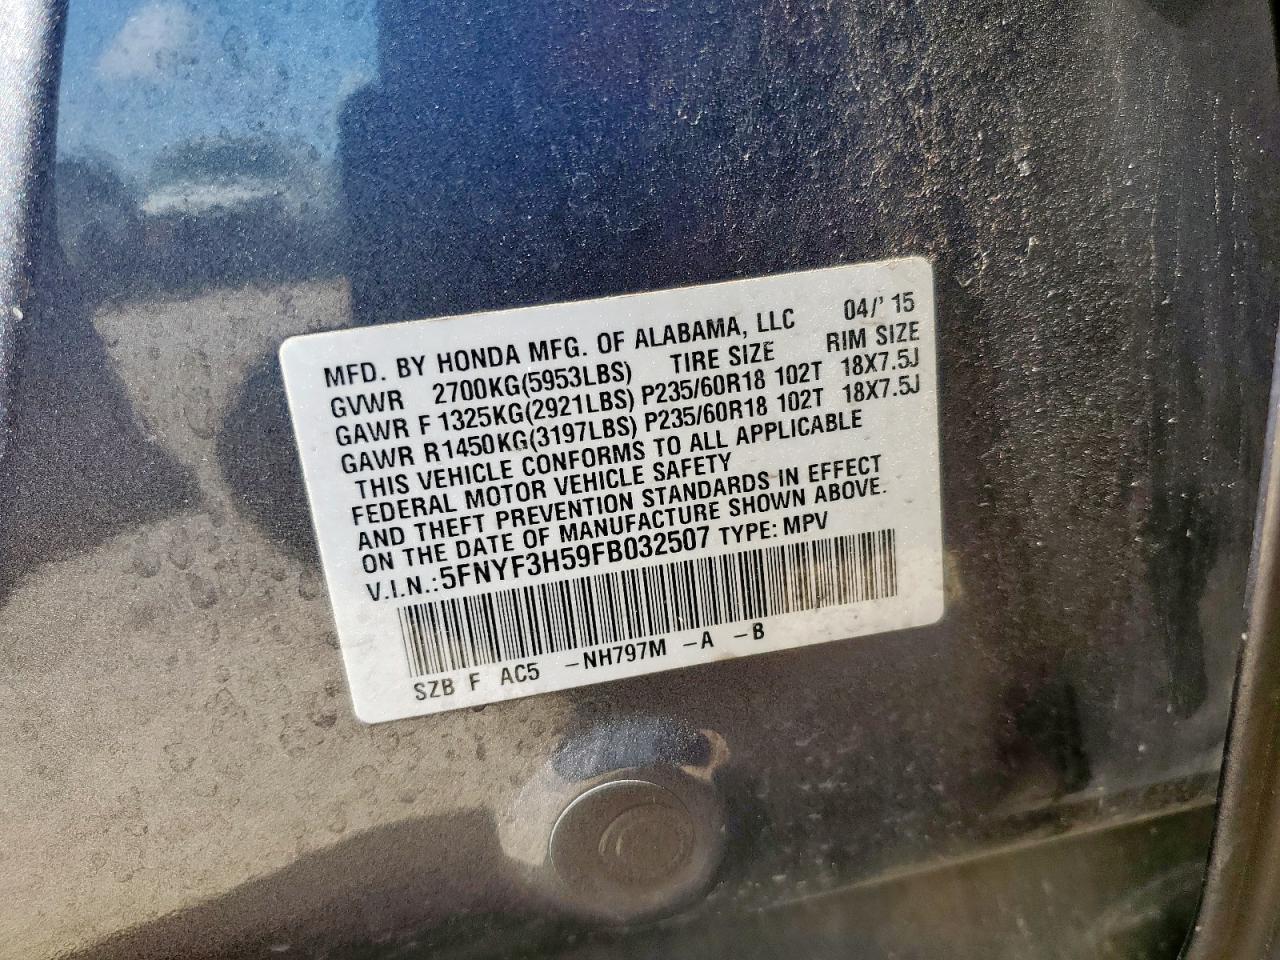 MFD. BY HONDA MFG. OF ALABAMA, LLC 04/'15
GVWR 2700KG(5953LBS) TIRE SIZE RIM SIZE
GAWR F 1325KG(2921LBS) P235/60R18 102T 18X7.5J
GAWR R1450KG(3197LBS) P235/60R18 102T 18X7.5J
THIS VEHICLE CONFORMS TO ALL APPLICABLE
FEDERAL MOTOR VEHICLE SAFETY
AND THEFT PREVENTION STANDARDS IN EFFECT
ON THE DATE OF MANUFACTURE SHOWN ABOVE.
V.I.N.: 5FNYF3H59FB032507 TYPE: MPV
SZB F AC5 -NH797M -A -B